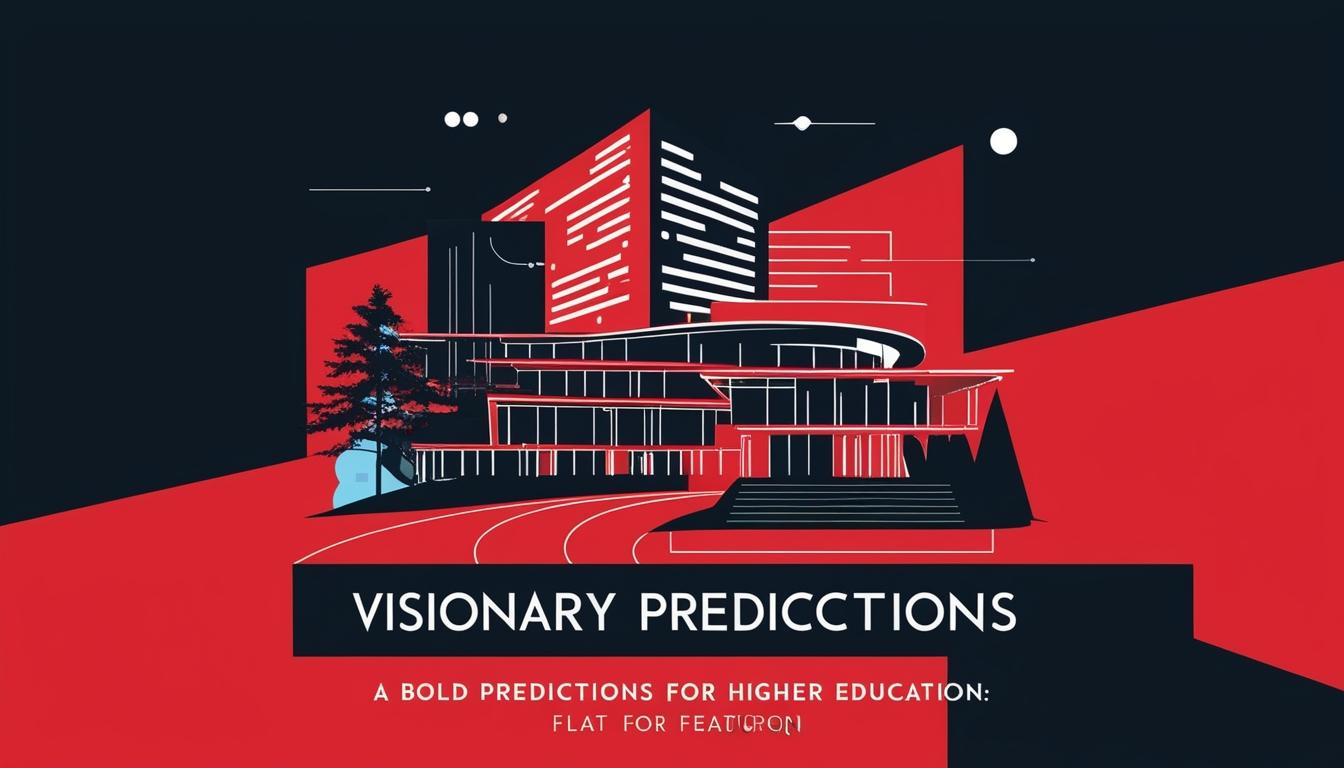 VISIONARY PREDICCTIONS
A BOLD PREDICTIONS FOR HIGHER EDUCATION:
FLAT FOR